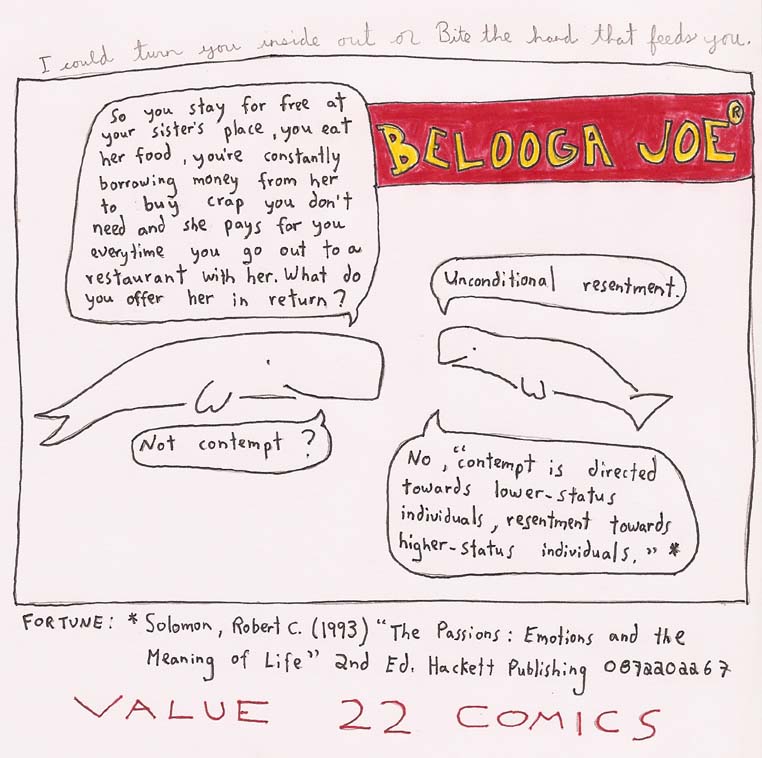 I could turn you inside out or Bite the hand that feeds you.
So you stay for free at
your sister's place, you eat
her food, you're constantly
borrowing money from her
to buy crap you don't
need and she pays for you
everytime you go out to a
restaurant with her. What do
you offer her in return?
BELOOGA JOE®
Unconditional resentment.
Not contempt?
No, "contempt is directed
towards lower-status
individuals, resentment towards
higher-status individuals." *
FORTUNE: * Solomon, Robert C. (1993) "The Passions: Emotions and the
Meaning of Life" 2nd Ed. Hackett Publishing 0872202267
VALUE 22 COMICS